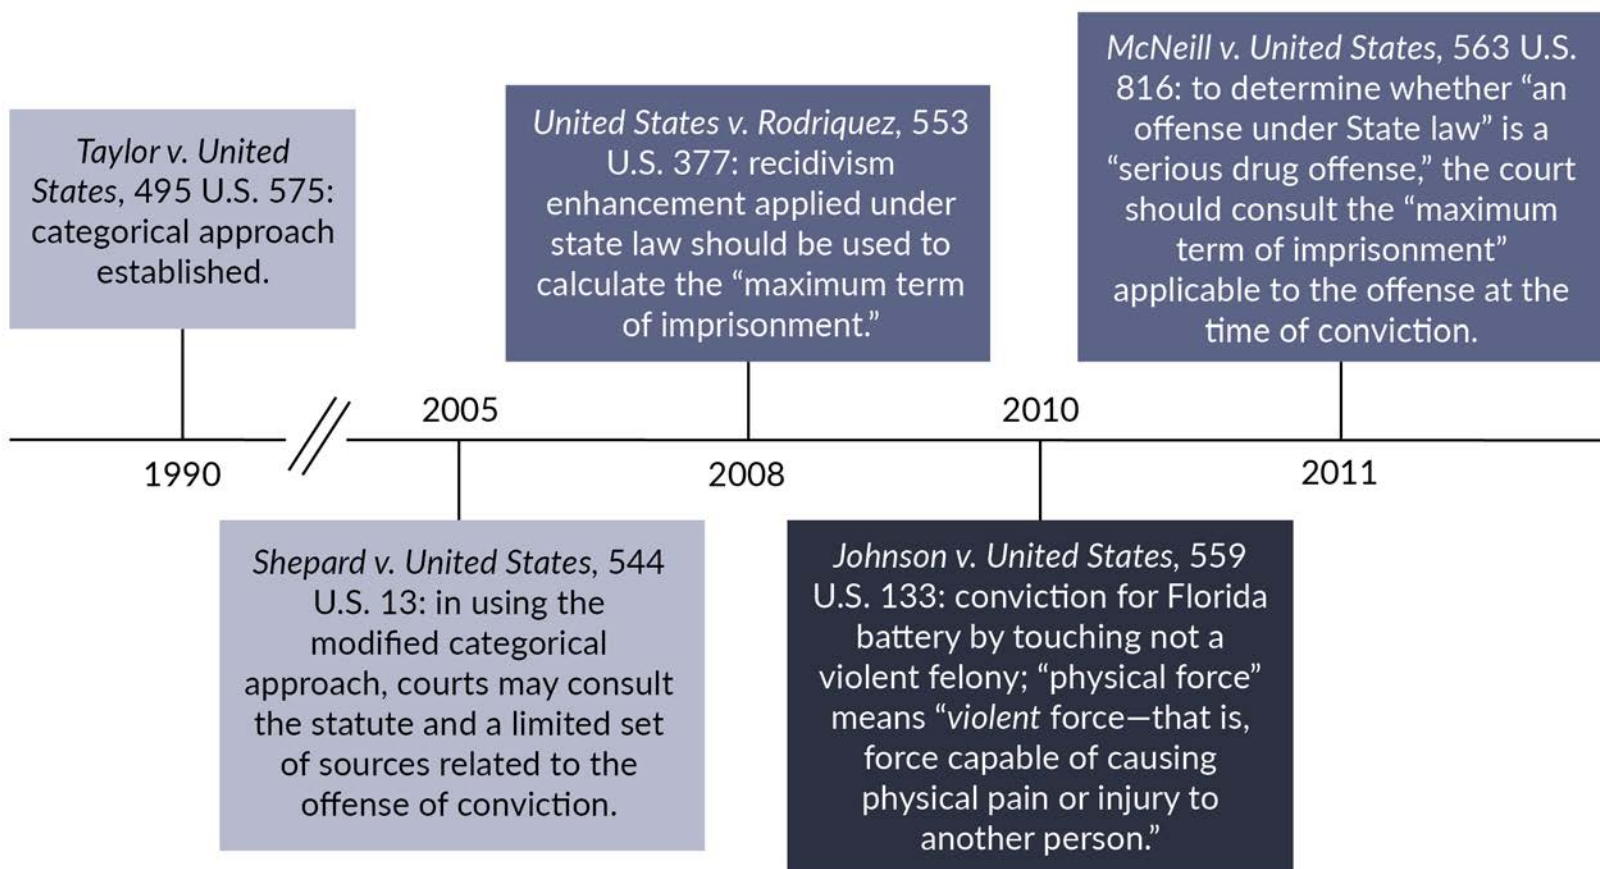 Taylor v. United
States, 495 U.S. 575:
categorical approach
established.
1990
2005
Shepard v. United States, 544
U.S. 13: in using the
modified categorical
approach, courts may consult
the statute and a limited set
of sources related to the
offense of conviction.
United States v. Rodriquez, 553
U.S. 377: recidivism
enhancement applied under
state law should be used to
calculate the “maximum term
of imprisonment.”
2008
2010
Johnson v. United States, 559
U.S. 133: conviction for Florida
battery by touching not a
violent felony; “physical force”
means “violent force—that is,
force capable of causing
physical pain or injury to
another person.”
McNeill v. United States, 563 U.S.
816: to determine whether “an
offense under State law” is a
“serious drug offense,” the court
should consult the “maximum
term of imprisonment”
applicable to the offense at the
time of conviction.
2011